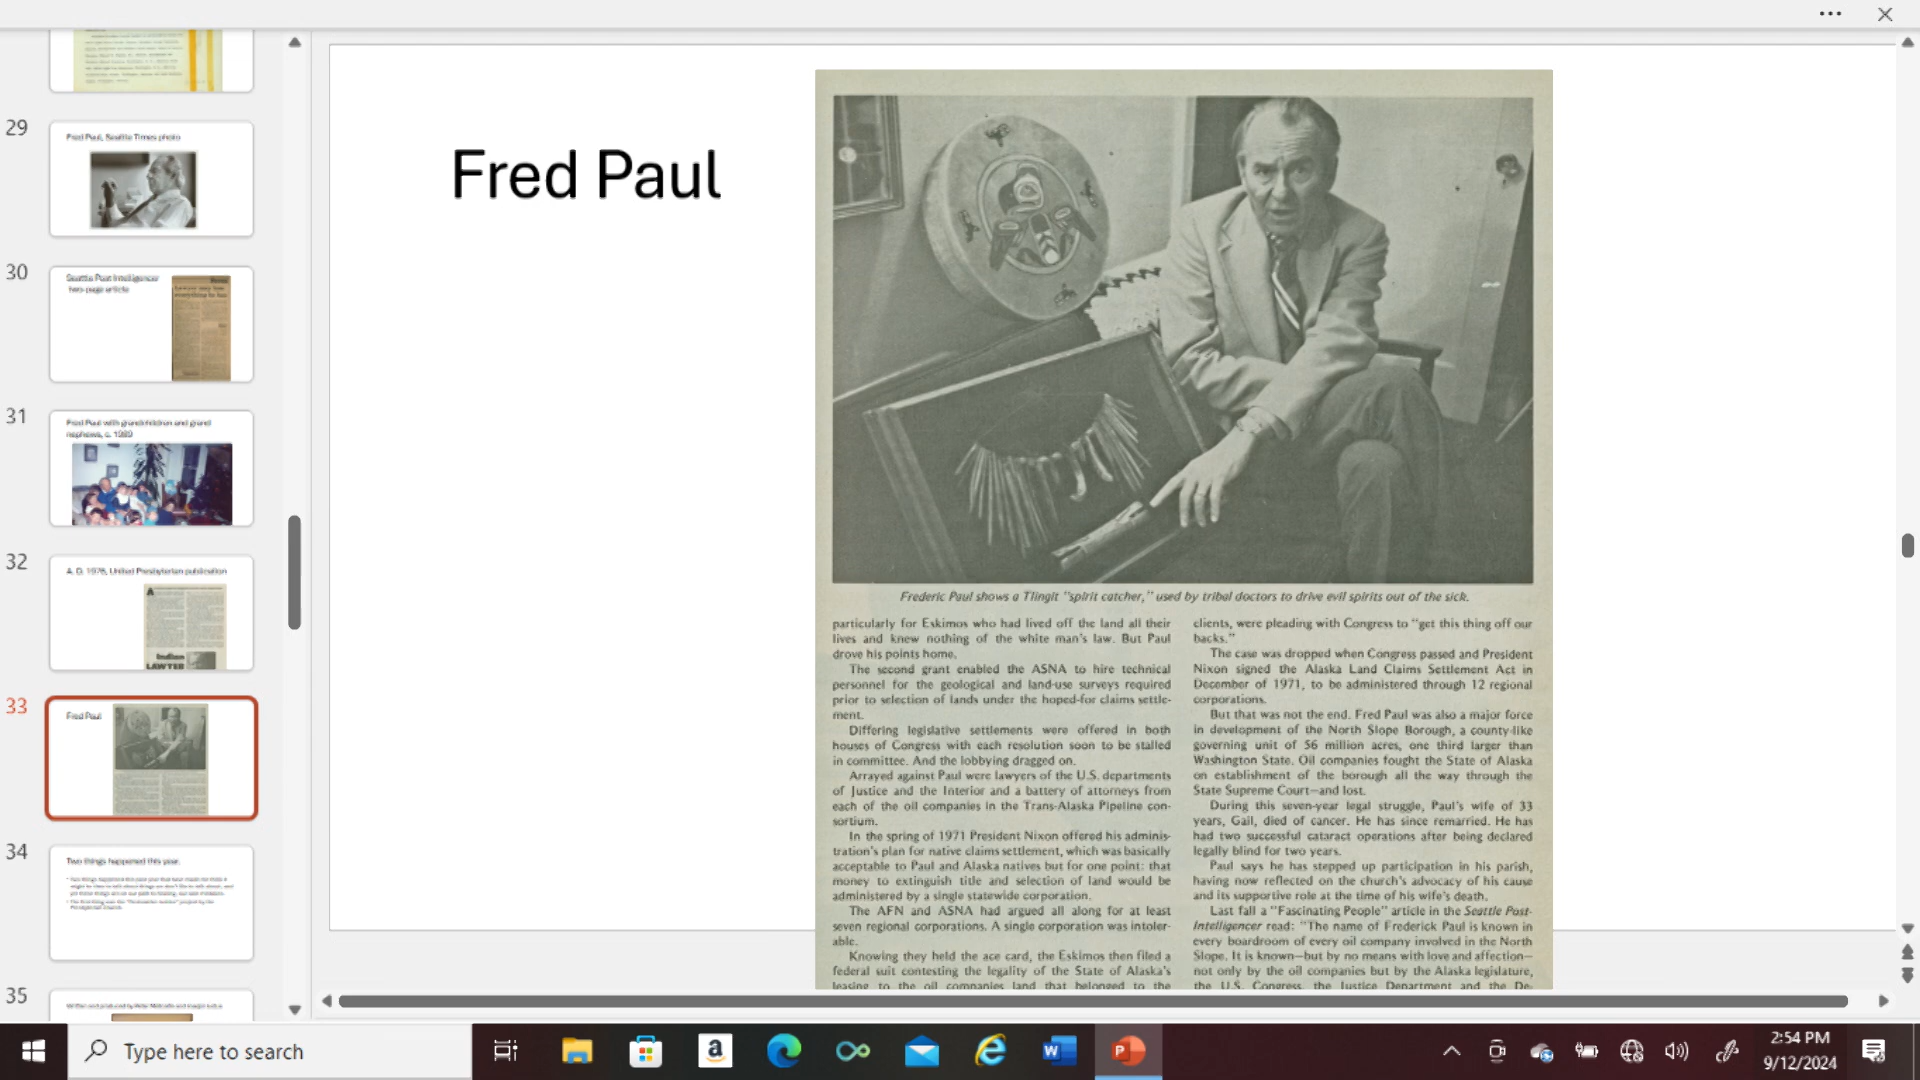 29
Fred Paul, Seattle Times photo
30
Seattle Post Intelligencer
two-page article
31
Fred Paul with grandchildren and grand
nephews, c. 1989
32
A. D. 1976, United Presbyterian publication
Indian
LAWYER
33
Fred Paul
34
Two things happened this year.
35
Fred Paul
Frederic Paul shows a Tlingit "spirit catcher," used by tribal doctors to drive evil spirits out of the sick.
particularly for Eskimos who had lived off the land all their
lives and knew nothing of the white man's law. But Paul
drove his points home.
The second grant enabled the ASNA to hire technical
personnel for the geological and land-use surveys required
prior to selection of lands under the hoped-for claims settle-
ment.
Differing legislative settlements were offered in both
houses of Congress with each resolution soon to be stalled
in committee. And the lobbying dragged on.
Arrayed against Paul were lawyers of the U.S. departments
of Justice and the Interior and a battery of attorneys from
each of the oil companies in the Trans-Alaska Pipeline con-
sortium.
In the spring of 1971 President Nixon offered his adminis-
tration's plan for native claims settlement, which was basically
acceptable to Paul and Alaska natives but for one point: that
money to extinguish title and selection of land would be
administered by a single statewide corporation.
The AFN and ASNA had argued all along for at least
seven regional corporations. A single corporation was intoler-
able.
Knowing they held the ace card, the Eskimos then filed a
federal suit contesting the legality of the State of Alaska's
leasing to the oil companies land that belonged to the
clients, were pleading with Congress to "get this thing off our
backs."
The case was dropped when Congress passed and President
Nixon signed the Alaska Land Claims Settlement Act in
December of 1971, to be administered through 12 regional
corporations.
But that was not the end. Fred Paul was also a major force
in development of the North Slope Borough, a county-like
governing unit of 56 million acres, one third larger than
Washington State. Oil companies fought the State of Alaska
on establishment of the borough all the way through the
State Supreme Court—and lost.
During this seven-year legal struggle, Paul's wife of 33
years, Gail, died of cancer. He has since remarried. He has
had two successful cataract operations after being declared
legally blind for two years.
Paul says he has stepped up participation in his parish,
having now reflected on the church's advocacy of his cause
and its supportive role at the time of his wife's death.
Last fall a "Fascinating People" article in the Seattle Post-
Intelligencer read: "The name of Frederick Paul is known in
every boardroom of every oil company involved in the North
Slope. It is known—but by no means with love and affection—
not only by the oil companies but by the Alaska legislature,
the U.S. Congress, the Justice Department and the De-
Type here to search
2:54 PM
9/12/2024